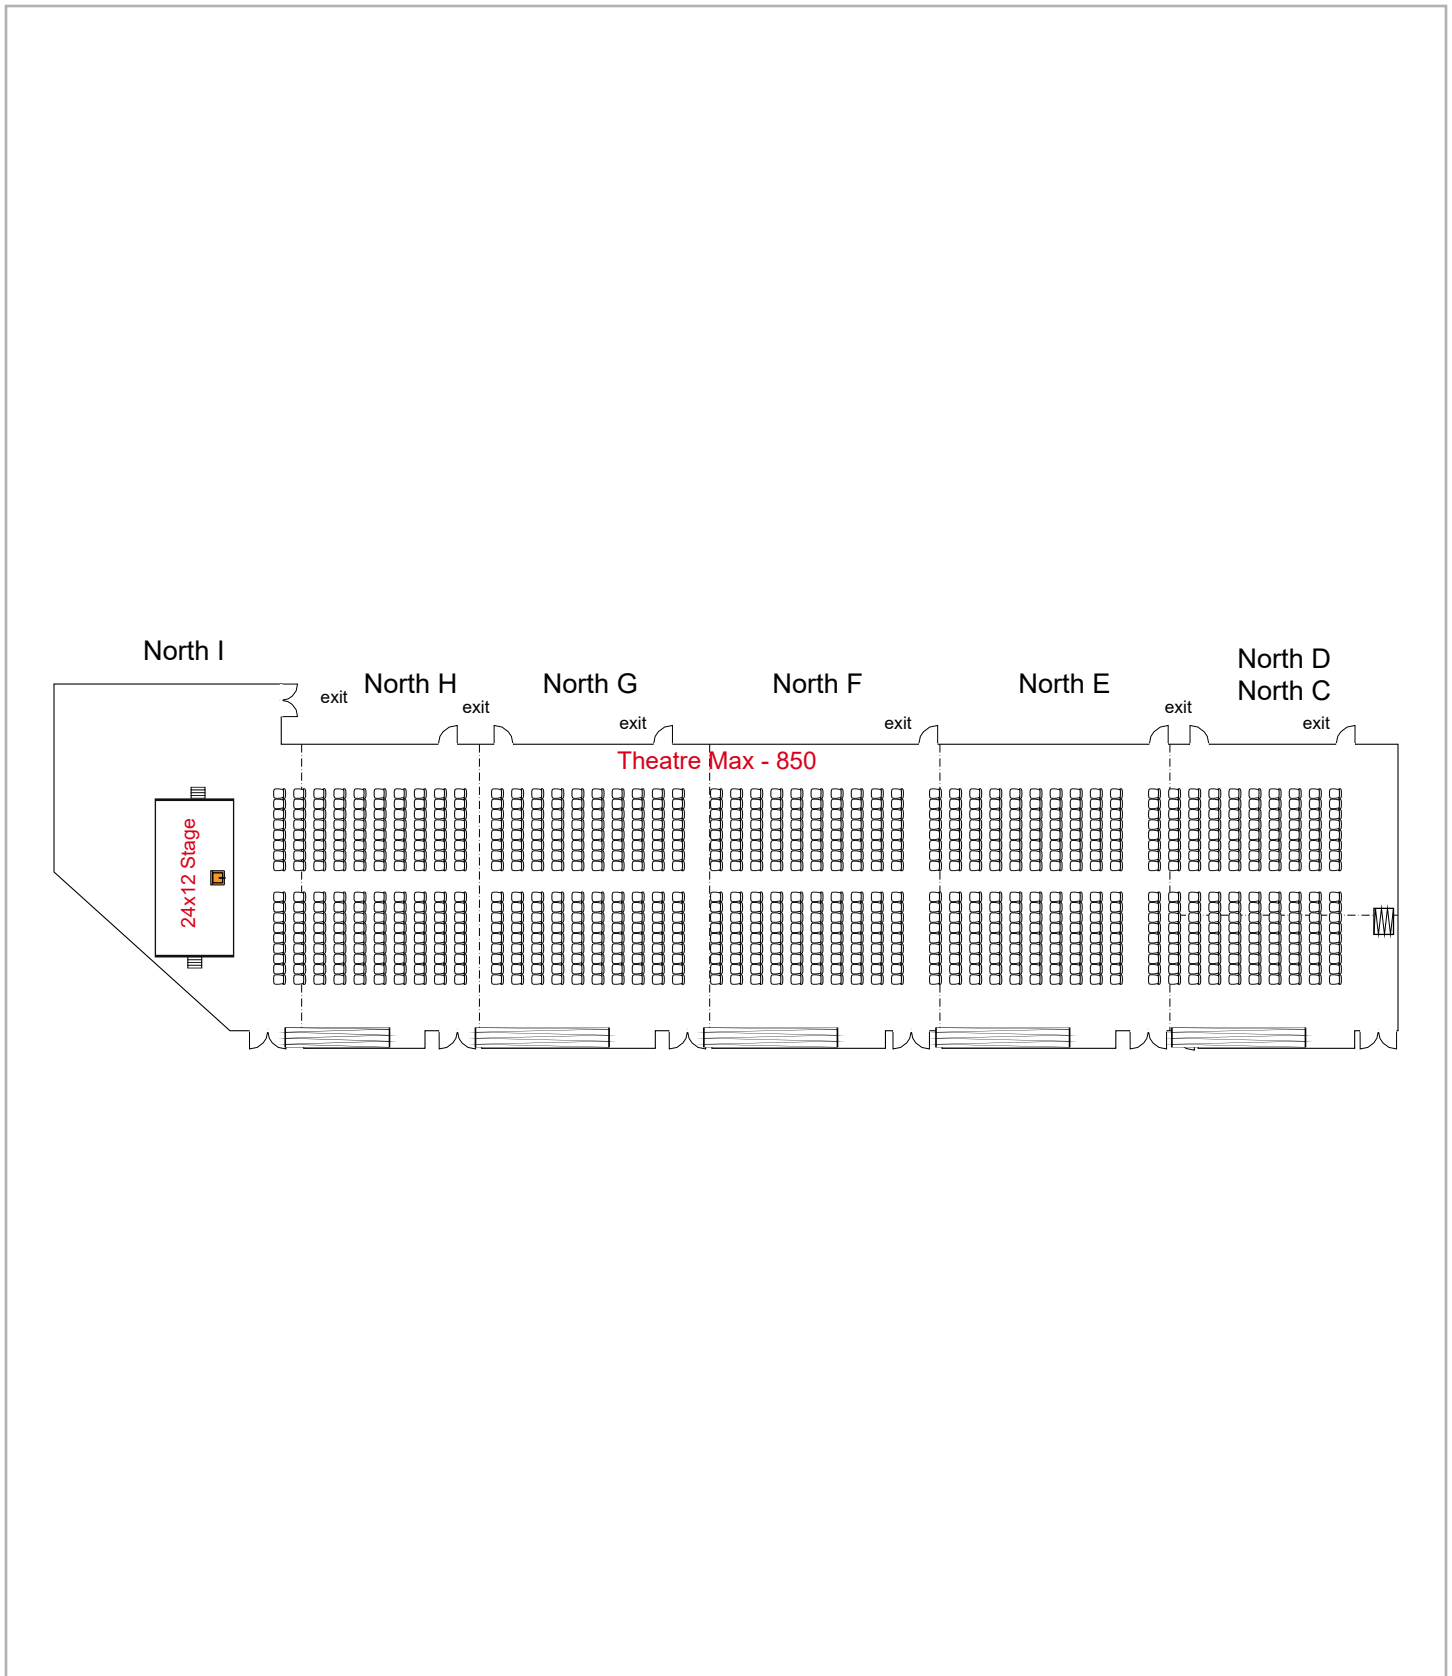 North I
North D
North C
North H
North G
North F
North E
exit
exit
exit
exit
exit
exit
Theatre Max - 850
24x12 Stage